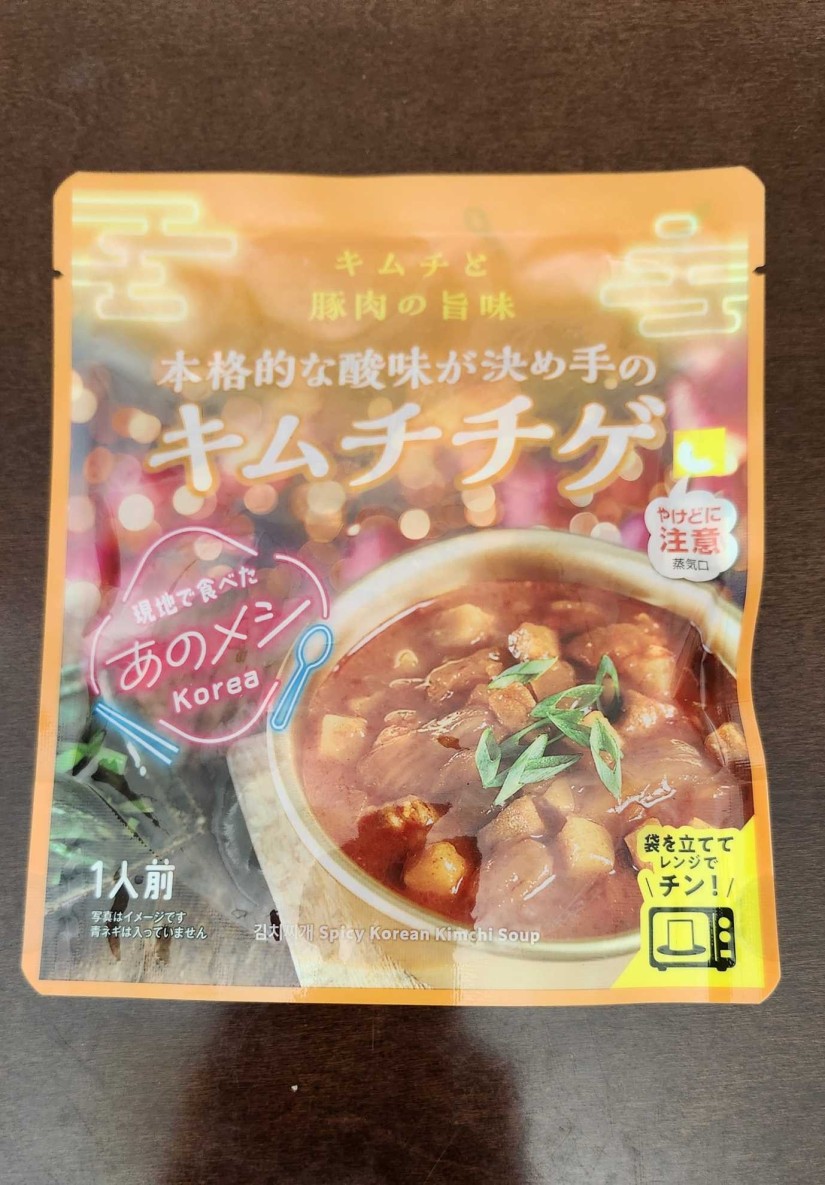 キムチと
豚肉の旨味
本格的な酸味が決め手の
キムチチゲ
やけどに
注意
蒸気口
現地で食べた
あのメシ
Korea
袋を立てて
レンジで
チン！
1人前
写真はイメージです
青ネギは入っていません
김치찌개 Spicy Korean Kimchi Soup